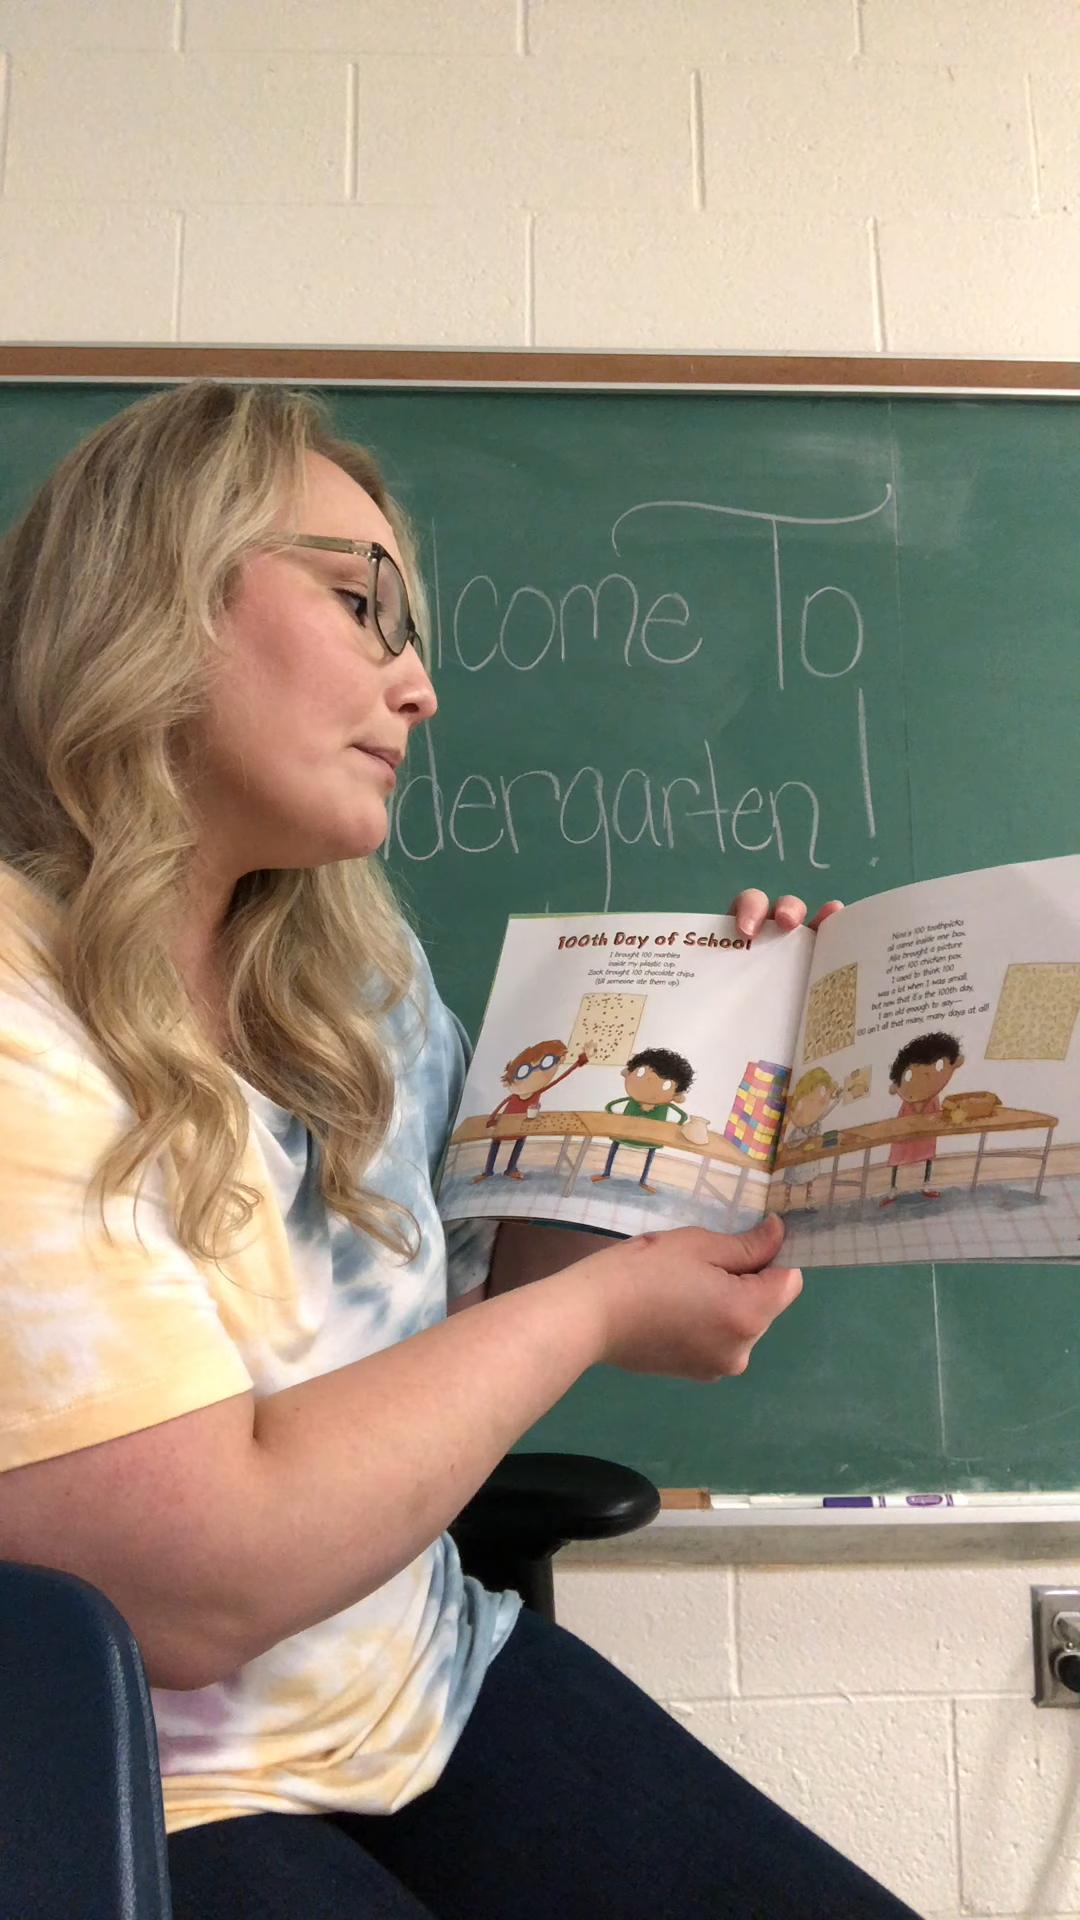 lcome To
dergarten!
100th Day of School
I brought 100 marbles
inside my plastic cup.
Zack brought 100 chocolate chips
(till someone ate them up).
Nina's 100 toothpicks
all came inside one box.
Alia brought a picture
of her 100 chicken pox.
I used to think 100
was a lot when I was small,
but now that it's the 100th day,
I am old enough to say—
100 isn't all that many, many days at all!